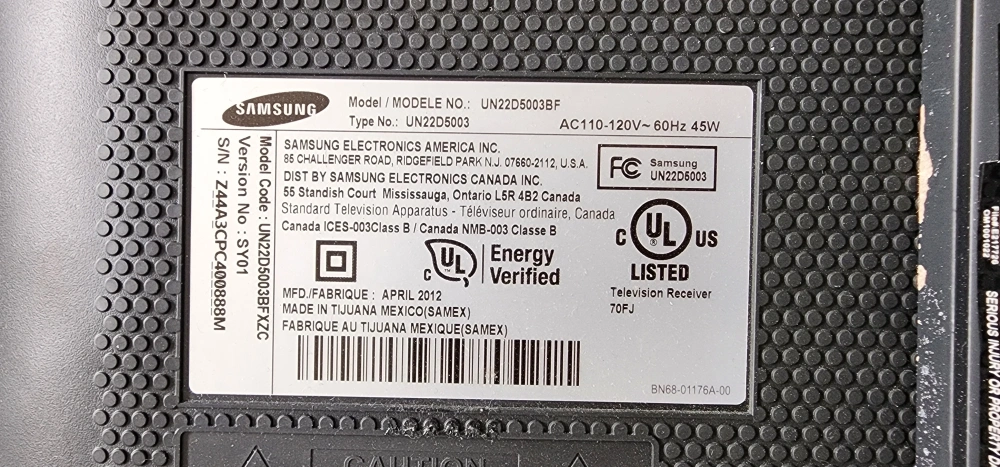 SAMSUNG
Model / MODELE NO.: UN22D5003BF
Type No.: UN22D5003
AC110-120V~ 60Hz 45W
SAMSUNG ELECTRONICS AMERICA INC.
85 CHALLENGER ROAD, RIDGEFIELD PARK N.J. 07660-2112, U.S.A.
DIST BY SAMSUNG ELECTRONICS CANADA INC.
55 Standish Court Mississauga, Ontario L5R 4B2 Canada
Standard Television Apparatus - Téléviseur ordinaire, Canada
Canada ICES-003Class B / Canada NMB-003 Classe B
FC Samsung
UN22D5003
C UL US
®
LISTED
Television Receiver
70FJ
C UL Energy
Verified
MFD./FABRIQUE : APRIL 2012
MADE IN TIJUANA MEXICO(SAMEX)
FABRIQUE AU TIJUANA MEXIQUE(SAMEX)
BN68-01176A-00
Model Code : UN22D5003BFXZC
Version No : SY01
S/N : Z44A3CPC400888M
CAUTION
SERIOUS INJURY OR PROPERTY